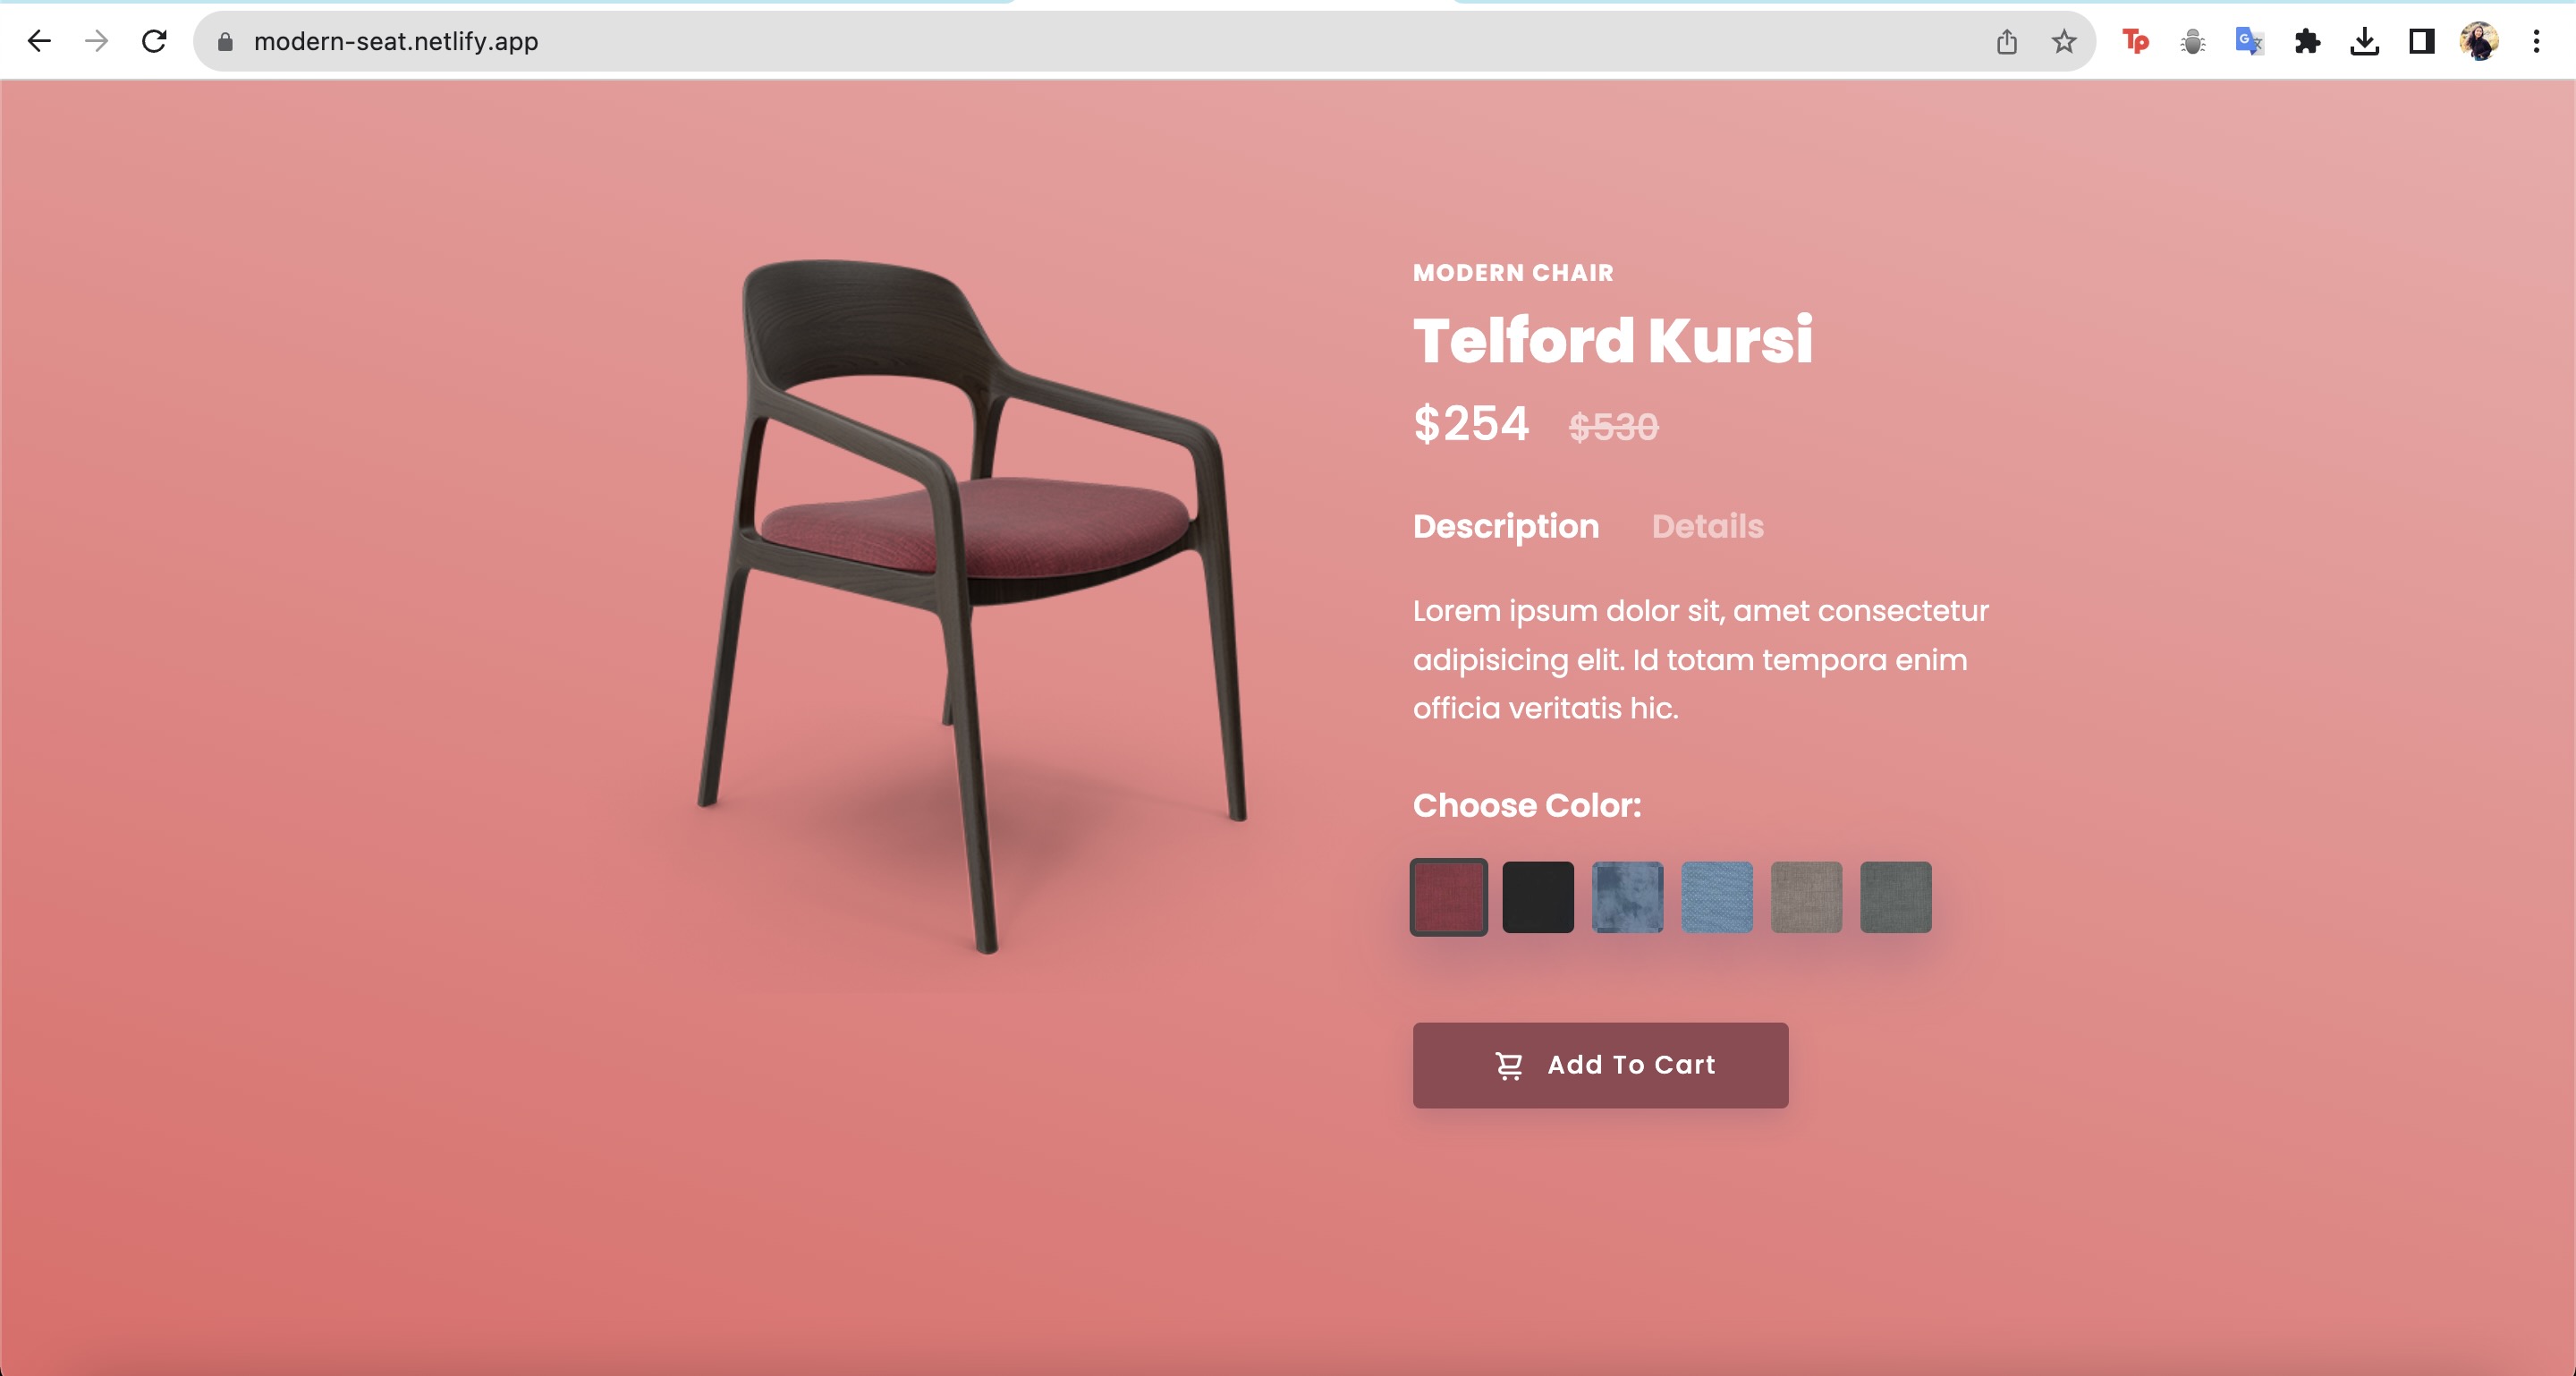 modern-seat.netlify.app
Tp
G
MODERN CHAIR
Telford Kursi
$254 $530
Description Details
Lorem ipsum dolor sit, amet consectetur
adipisicing elit. Id totam tempora enim
officia veritatis hic.
Choose Color:
Add To Cart